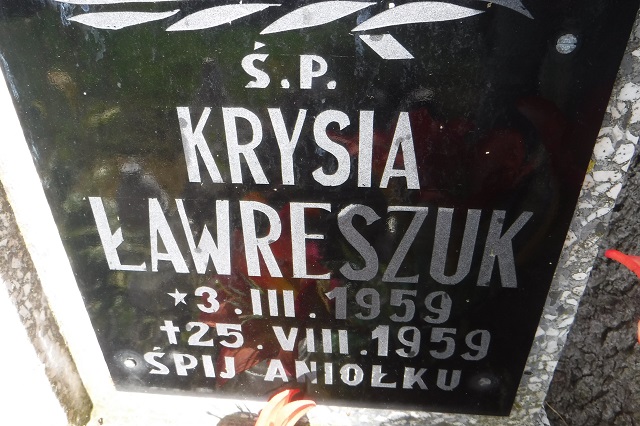 Ś.P.
KRYSIA
ŁAWRESZUK
* 3.III.1959
† 25.VIII.1959
ŚPIJ ANIOŁKU